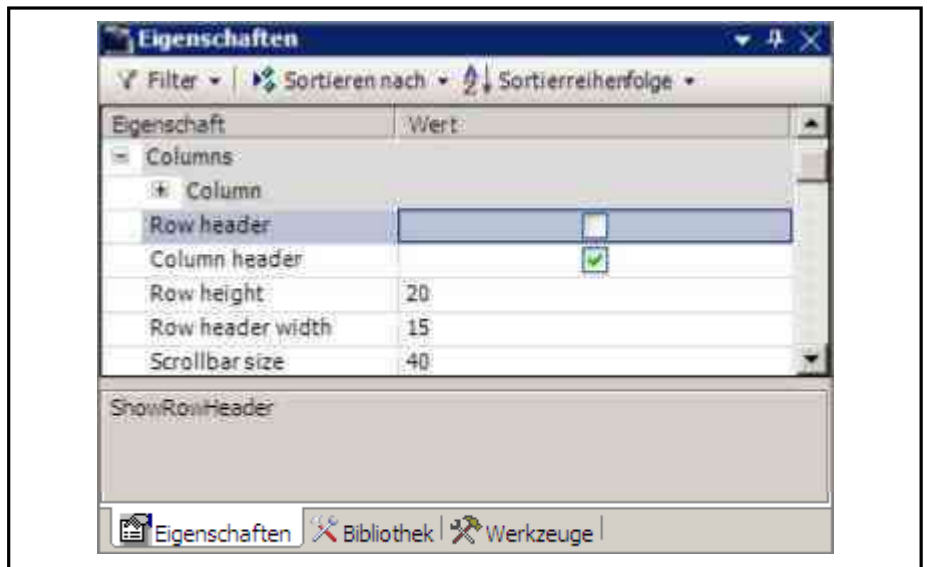 Eigenschaften
Filter Sortieren nach Sortierreihenfolge
Eigenschaft Wert
Columns
Column
Row header
Column header
Row height 20
Row header width 15
Scrollbar size 40
ShowRowHeader
Eigenschaften Bibliothek Werkzeuge